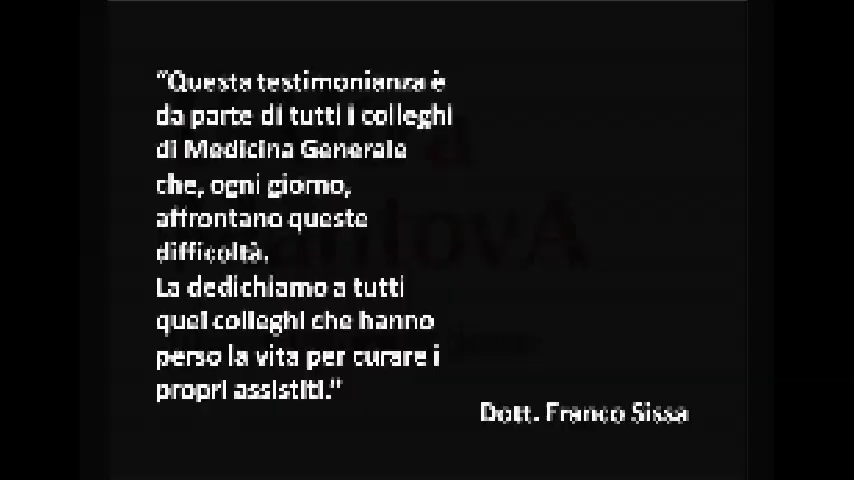 “Questa testimonianza è
da parte di tutti i colleghi
di Medicina Generale
che, ogni giorno,
affrontano queste
difficoltà.
La dedichiamo a tutti
quei colleghi che hanno
perso la vita per curare i
propri assistiti.”
Dott. Franco Sissa